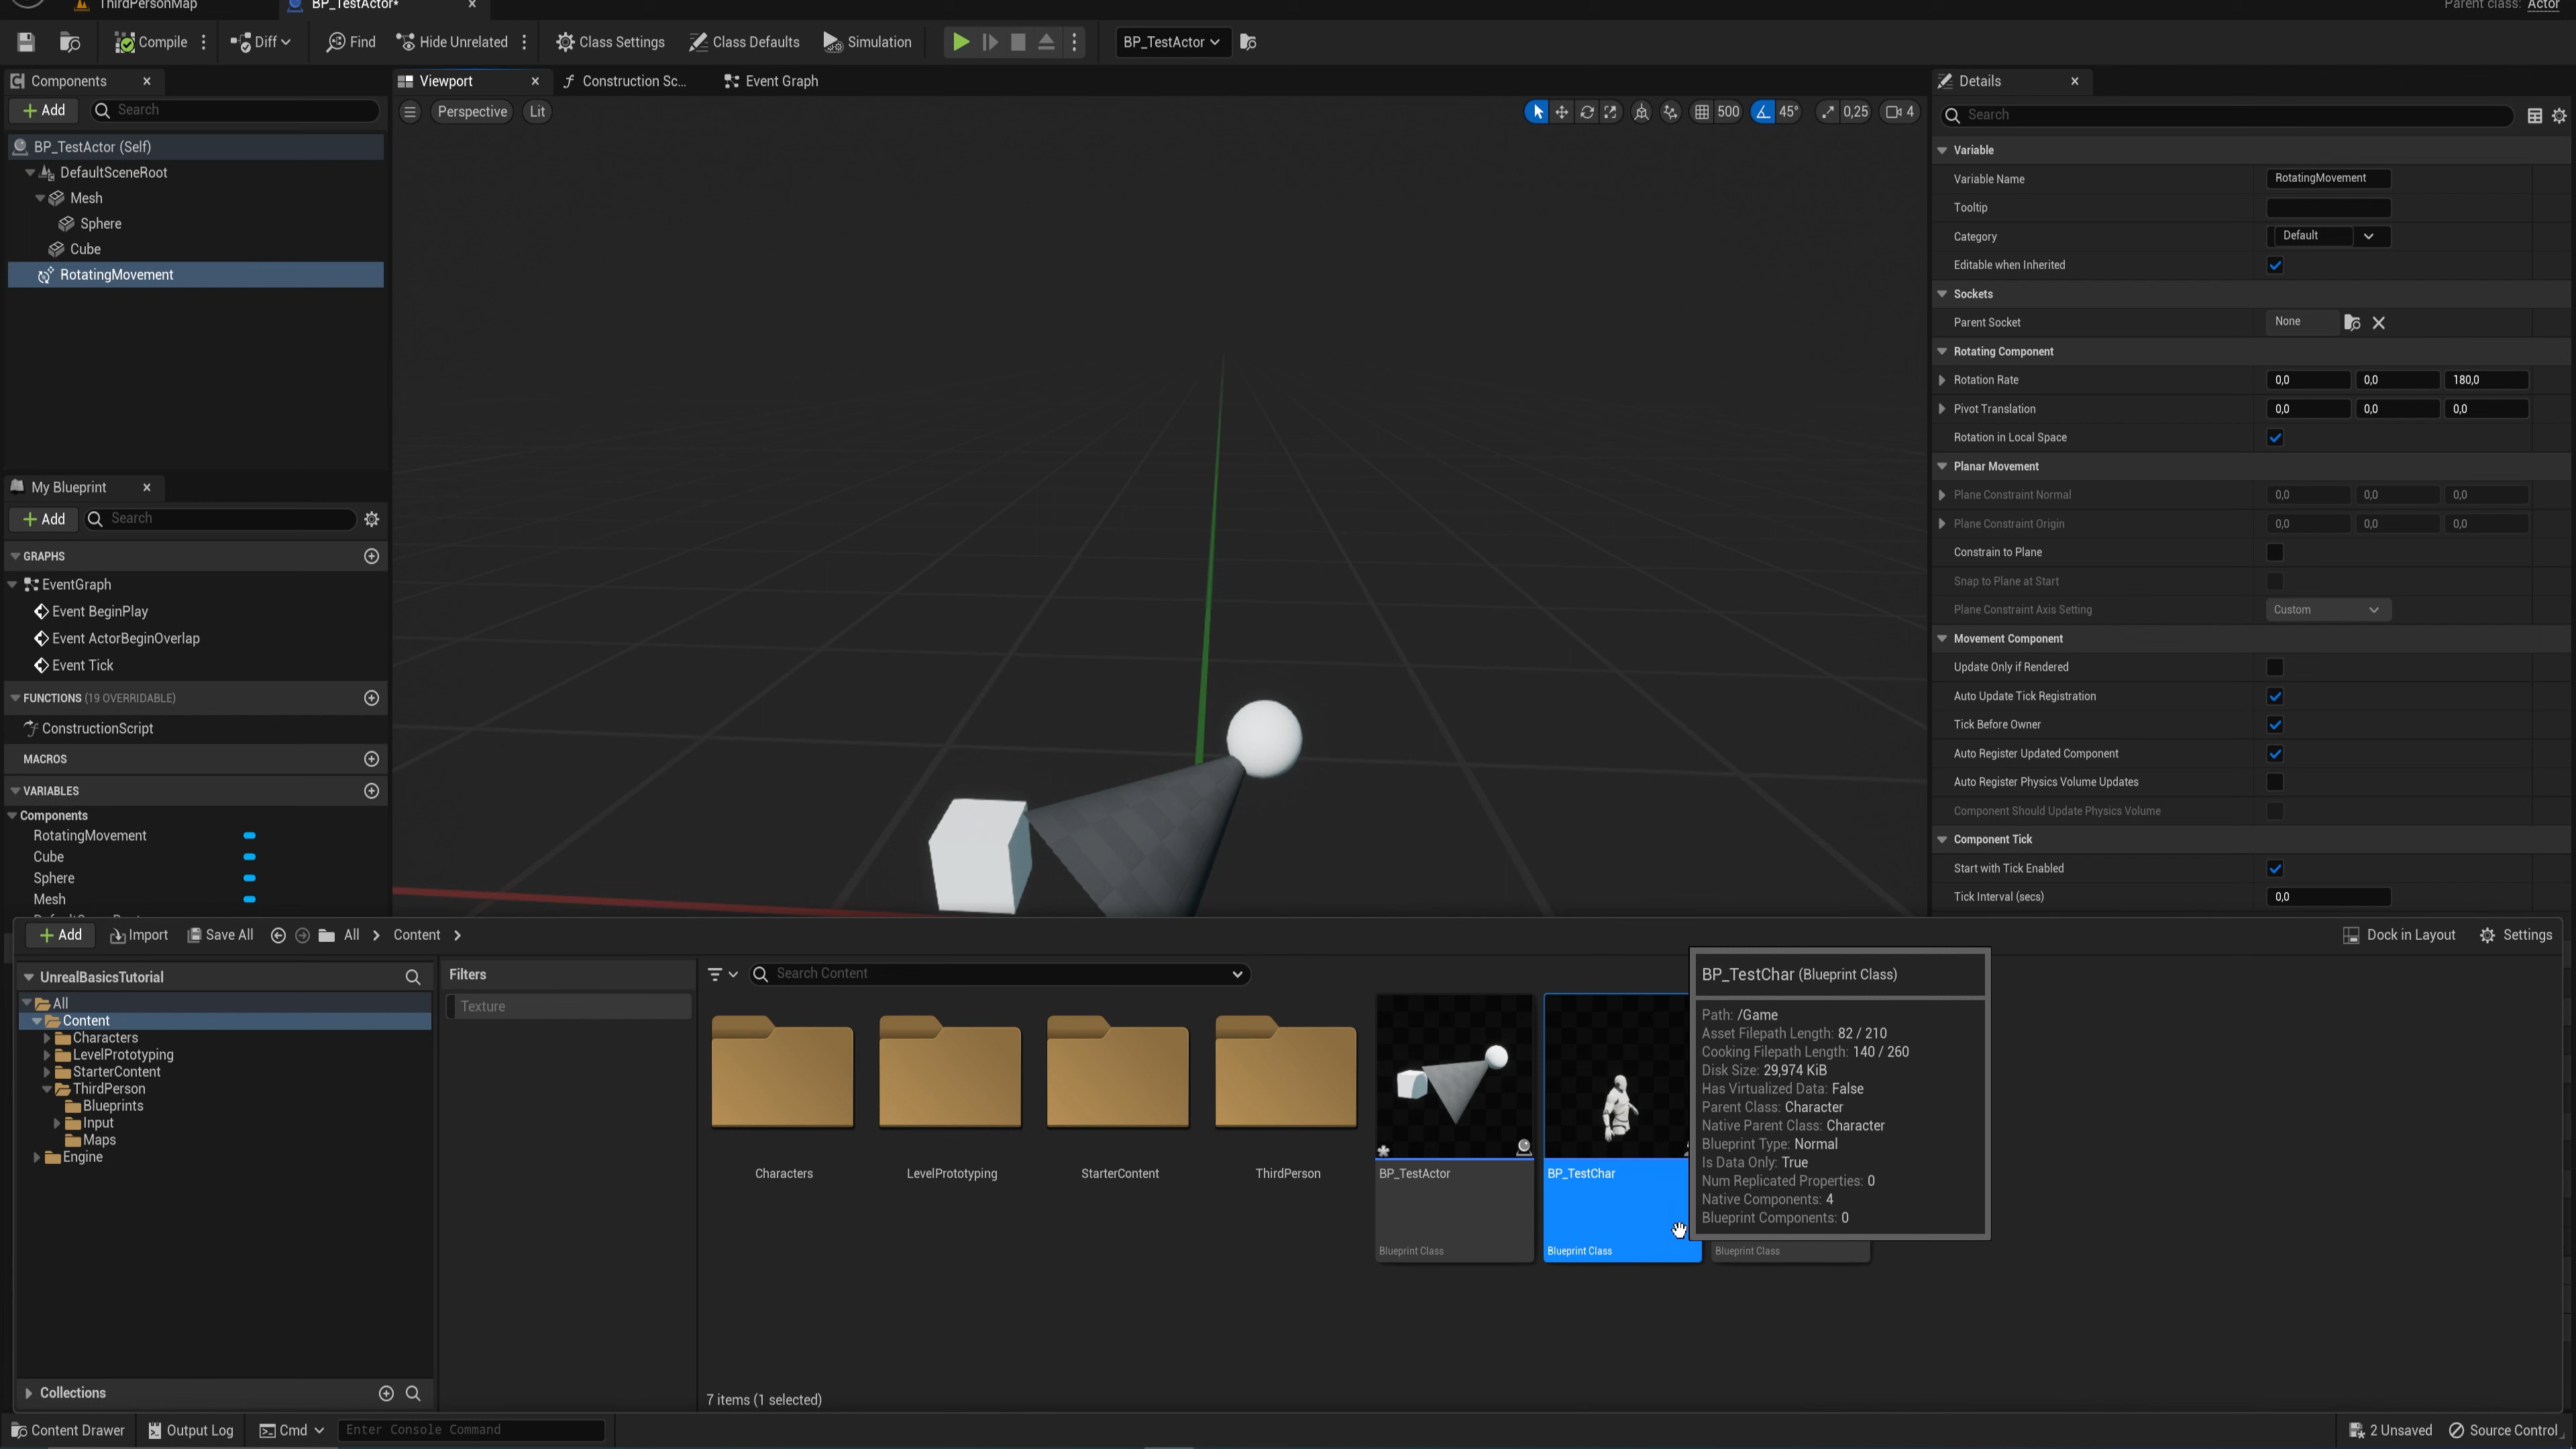 ThirdPersonMap
BP_TestActor*
Parent class: Actor
Compile
Diff
Find
Hide Unrelated
Class Settings
Class Defaults
Simulation
BP_TestActor
Components
Add
Search
BP_TestActor (Self)
DefaultSceneRoot
Mesh
Sphere
Cube
RotatingMovement
My Blueprint
Add
Search
GRAPHS
EventGraph
Event BeginPlay
Event ActorBeginOverlap
Event Tick
FUNCTIONS (19 OVERRIDABLE)
ConstructionScript
MACROS
VARIABLES
Components
RotatingMovement
Cube
Sphere
Mesh
Viewport
Construction Sc...
Event Graph
Perspective
Lit
500
45°
0,25
4
Details
Search
Variable
Variable Name
RotatingMovement
Tooltip
Category
Default
Editable when Inherited
Sockets
Parent Socket
None
Rotating Component
Rotation Rate
0,0
0,0
180,0
Pivot Translation
0,0
0,0
0,0
Rotation in Local Space
Planar Movement
Plane Constraint Normal
0,0
0,0
0,0
Plane Constraint Origin
0,0
0,0
0,0
Constrain to Plane
Snap to Plane at Start
Plane Constraint Axis Setting
Custom
Movement Component
Update Only if Rendered
Auto Update Tick Registration
Tick Before Owner
Auto Register Updated Component
Auto Register Physics Volume Updates
Component Should Update Physics Volume
Component Tick
Start with Tick Enabled
Tick Interval (secs)
0,0
Add
Import
Save All
All
Content
Dock in Layout
Settings
UnrealBasicsTutorial
All
Content
Characters
LevelPrototyping
StarterContent
ThirdPerson
Blueprints
Input
Maps
Engine
Collections
Filters
Texture
Search Content
Characters
LevelPrototyping
StarterContent
ThirdPerson
BP_TestActor
Blueprint Class
BP_TestChar
Blueprint Class
Blueprint Class
BP_TestChar (Blueprint Class)
Path: /Game
Asset Filepath Length: 82 / 210
Cooking Filepath Length: 140 / 260
Disk Size: 29,974 KiB
Has Virtualized Data: False
Parent Class: Character
Native Parent Class: Character
Blueprint Type: Normal
Is Data Only: True
Num Replicated Properties: 0
Native Components: 4
Blueprint Components: 0
7 items (1 selected)
Content Drawer
Output Log
Cmd
Enter Console Command
2 Unsaved
Source Control